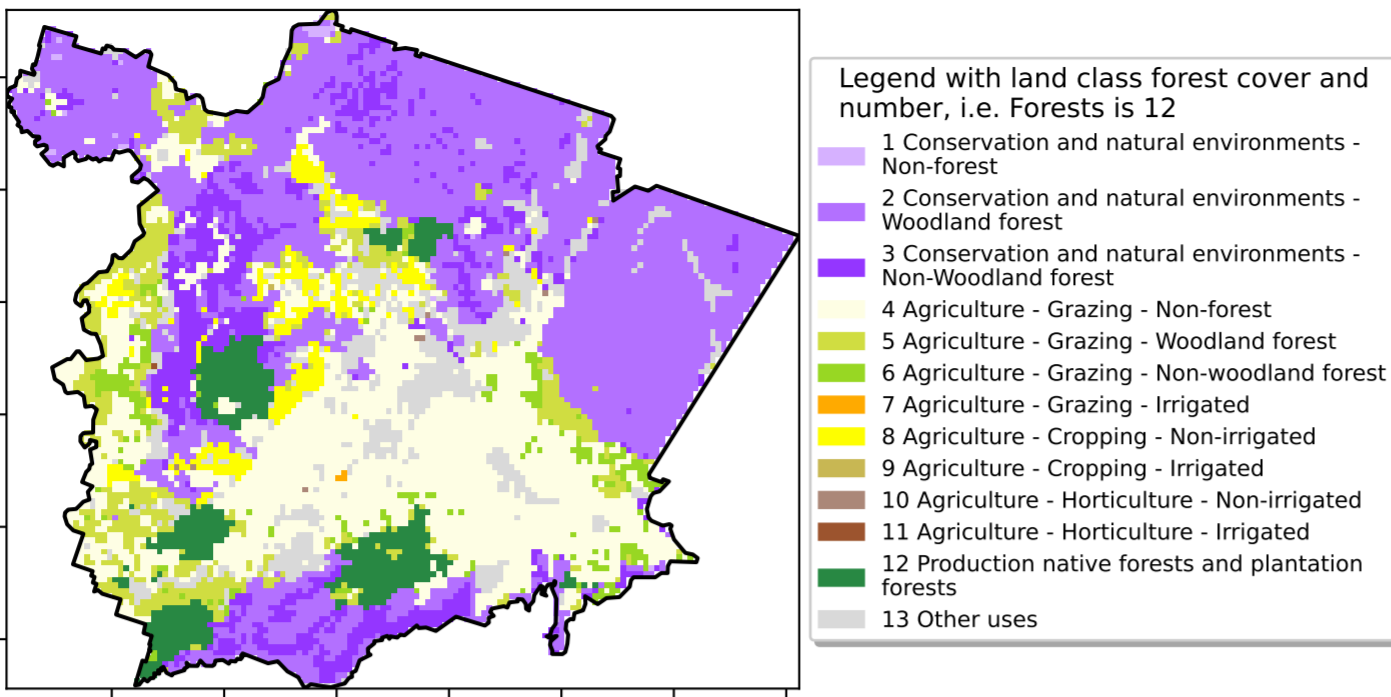 Legend with land class forest cover and
number, i.e. Forests is 12
1 Conservation and natural environments -
Non-forest
2 Conservation and natural environments -
Woodland forest
3 Conservation and natural environments -
Non-Woodland forest
4 Agriculture - Grazing - Non-forest
5 Agriculture - Grazing - Woodland forest
6 Agriculture - Grazing - Non-woodland forest
7 Agriculture - Grazing - Irrigated
8 Agriculture - Cropping - Non-irrigated
9 Agriculture - Cropping - Irrigated
10 Agriculture - Horticulture - Non-irrigated
11 Agriculture - Horticulture - Irrigated
12 Production native forests and plantation
forests
13 Other uses